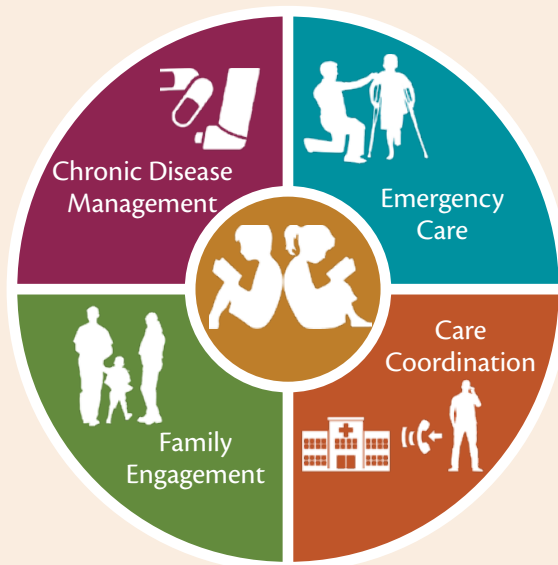 Chronic Disease
Management
Emergency
Care
Family
Engagement
Care
Coordination